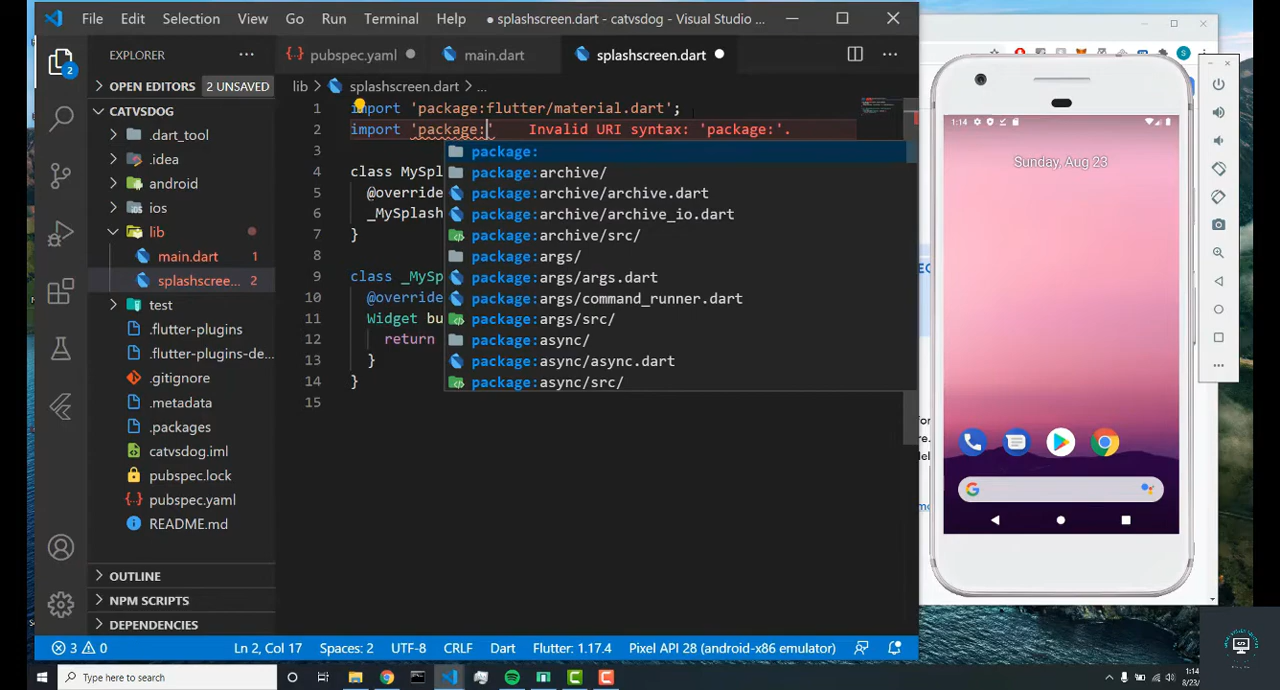 File Edit Selection View Go Run Terminal Help
● splashscreen.dart - catvsdog - Visual Studio ...
EXPLORER
pubspec.yaml
main.dart
splashscreen.dart
OPEN EDITORS 2 UNSAVED
CATVSDOG
.dart_tool
.idea
android
ios
lib
main.dart 1
splashscree... 2
test
.flutter-plugins
.flutter-plugins-de...
.gitignore
.metadata
.packages
catvsdog.iml
pubspec.lock
pubspec.yaml
README.md
OUTLINE
NPM SCRIPTS
DEPENDENCIES
2
lib > splashscreen.dart > ...
1 import 'package:flutter/material.dart';
2 import 'package:' Invalid URI syntax: 'package:'.
3
4 class MySpl
5 @override
6 _MySplash
7 }
8
9 class _MySp
10 @override
11 Widget bu
12 return
13 }
14 }
15
package:
package:archive/
package:archive/archive.dart
package:archive/archive_io.dart
package:archive/src/
package:args/
package:args/args.dart
package:args/command_runner.dart
package:args/src/
package:async/
package:async/async.dart
package:async/src/
3 0
Ln 2, Col 17
Spaces: 2
UTF-8
CRLF
Dart
Flutter: 1.17.4
Pixel API 28 (android-x86 emulator)
1:14
Sunday, Aug 23
Type here to search
1:14
8/23/